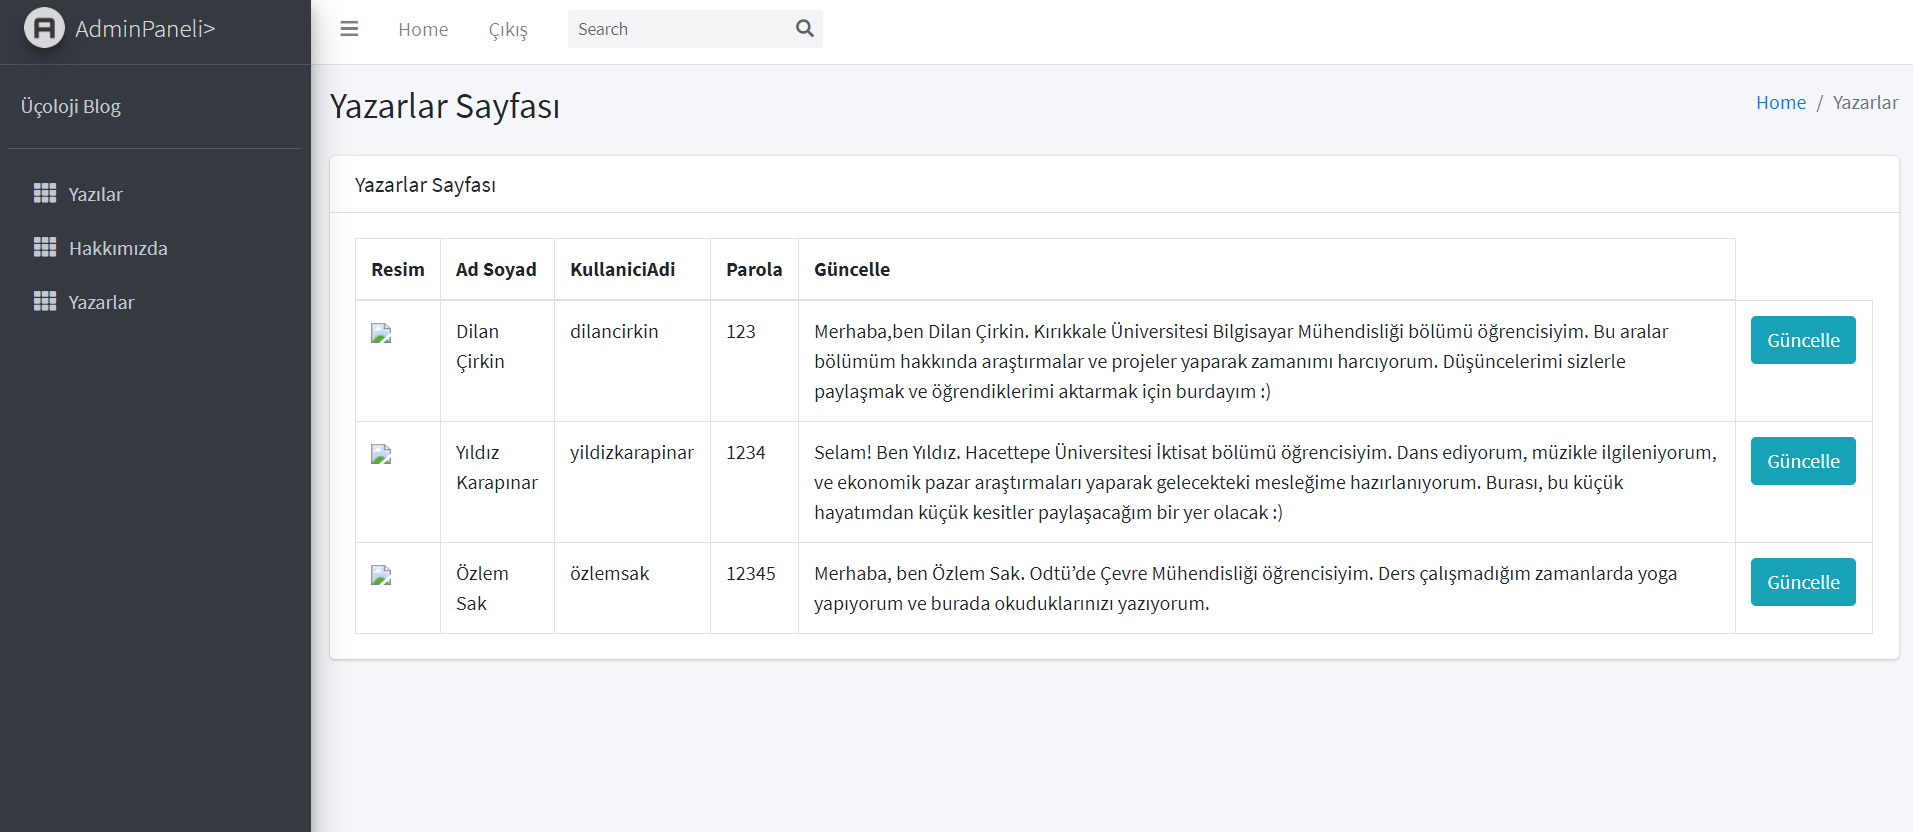 AdminPaneli>
Home
Çıkış
Search
Üçoloji Blog
Yazılar
Hakkımızda
Yazarlar
Yazarlar Sayfası
Home / Yazarlar
Yazarlar Sayfası
Resim
Ad Soyad
KullaniciAdi
Parola
Güncelle
Dilan
Çirkin
dilancirkin
123
Merhaba,ben Dilan Çirkin. Kırıkkale Üniversitesi Bilgisayar Mühendisliği bölümü öğrencisiyim. Bu aralar
bölümüm hakkında araştırmalar ve projeler yaparak zamanımı harcıyorum. Düşüncelerimi sizlerle
paylaşmak ve öğrendiklerimi aktarmak için burdayım :)
Güncelle
Yıldız
Karapınar
yildizkarapinar
1234
Selam! Ben Yıldız. Hacettepe Üniversitesi İktisat bölümü öğrencisiyim. Dans ediyorum, müzikle ilgileniyorum,
ve ekonomik pazar araştırmaları yaparak gelecekteki mesleğime hazırlanıyorum. Burası, bu küçük
hayatımdan küçük kesitler paylaşacağım bir yer olacak :)
Güncelle
Özlem
Sak
özlemsak
12345
Merhaba, ben Özlem Sak. Odtü’de Çevre Mühendisliği öğrencisiyim. Ders çalışmadığım zamanlarda yoga
yapıyorum ve burada okuduklarınızı yazıyorum.
Güncelle